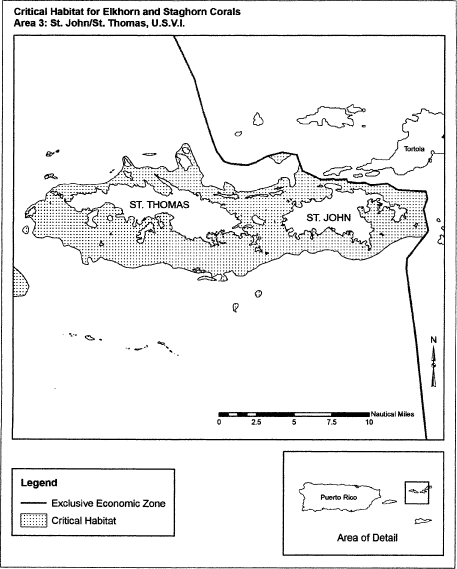 Critical Habitat for Elkhorn and Staghorn Corals
Area 3: St. John/St. Thomas, U.S.V.I.
Tortola
ST. THOMAS
ST. JOHN
N
Nautical Miles
0 2.5 5 7.5 10
Legend
Exclusive Economic Zone
Critical Habitat
Puerto Rico
Area of Detail